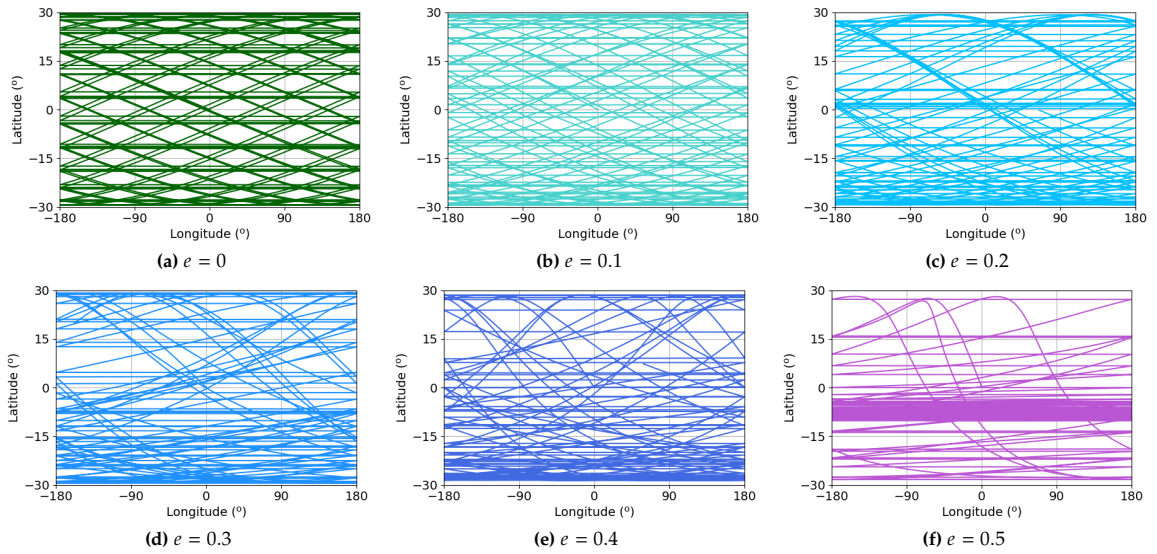 30
15
0
−15
−30
Latitude (º)
−180 −90 0 90 180
Longitude (º)
(a) e = 0
30
15
0
−15
−30
Latitude (º)
−180 −90 0 90 180
Longitude (º)
(b) e = 0.1
30
15
0
−15
−30
Latitude (º)
−180 −90 0 90 180
Longitude (º)
(c) e = 0.2
30
15
0
−15
−30
Latitude (º)
−180 −90 0 90 180
Longitude (º)
(d) e = 0.3
30
15
0
−15
−30
Latitude (º)
−180 −90 0 90 180
Longitude (º)
(e) e = 0.4
30
15
0
−15
−30
Latitude (º)
−180 −90 0 90 180
Longitude (º)
(f) e = 0.5